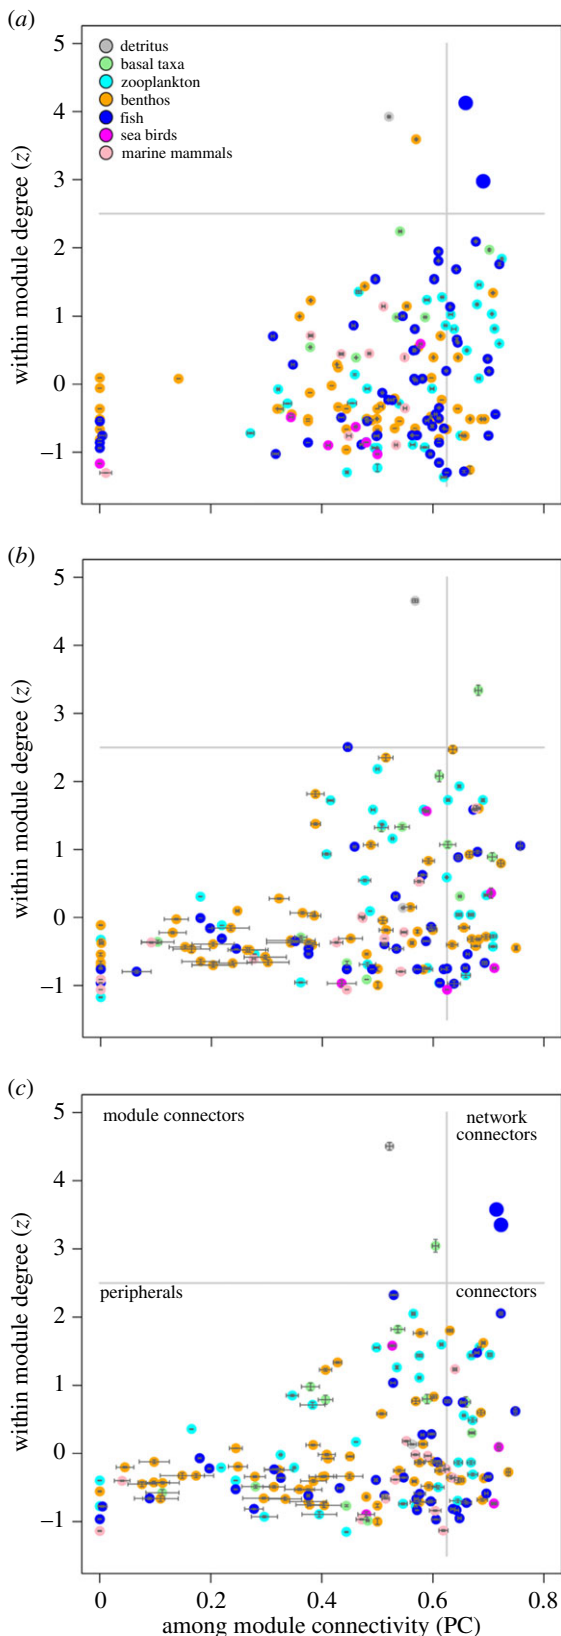 (a)
5
4
3
2
1
0
−1
within module degree (z)
detritus
basal taxa
zooplankton
benthos
fish
sea birds
marine mammals
(b)
5
4
3
2
1
0
−1
within module degree (z)
(c)
5
4
3
2
1
0
−1
within module degree (z)
module connectors
network
connectors
peripherals
connectors
0
0.2
0.4
0.6
0.8
among module connectivity (PC)